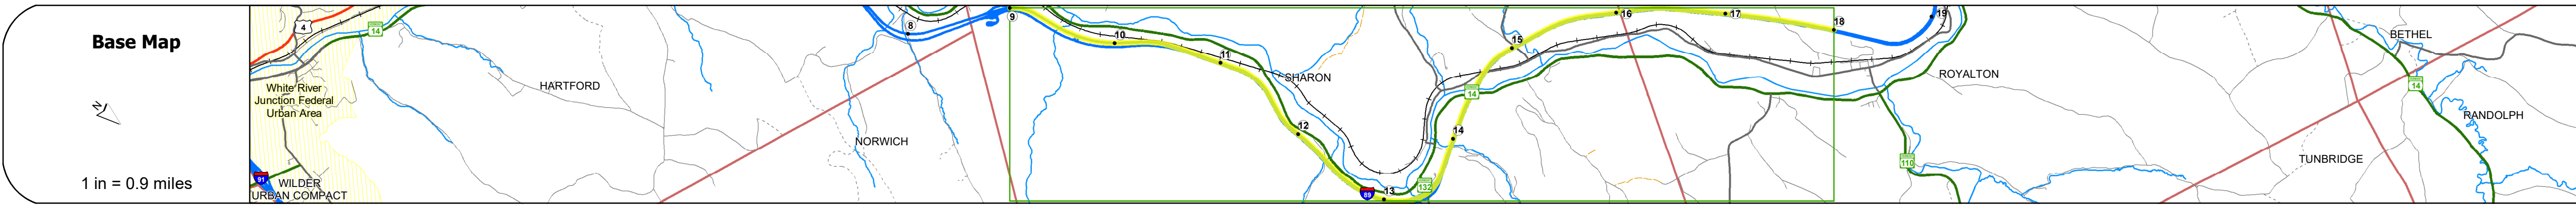 Base Map
N
1 in = 0.9 miles
4
14
White River
Junction Federal
Urban Area
91
WILDER
URBAN COMPACT
HARTFORD
NORWICH
8
9
10
11
SHARON
12
89
13
132
14
14
15
16
17
18
19
ROYALTON
110
BETHEL
14
RANDOLPH
TUNBRIDGE